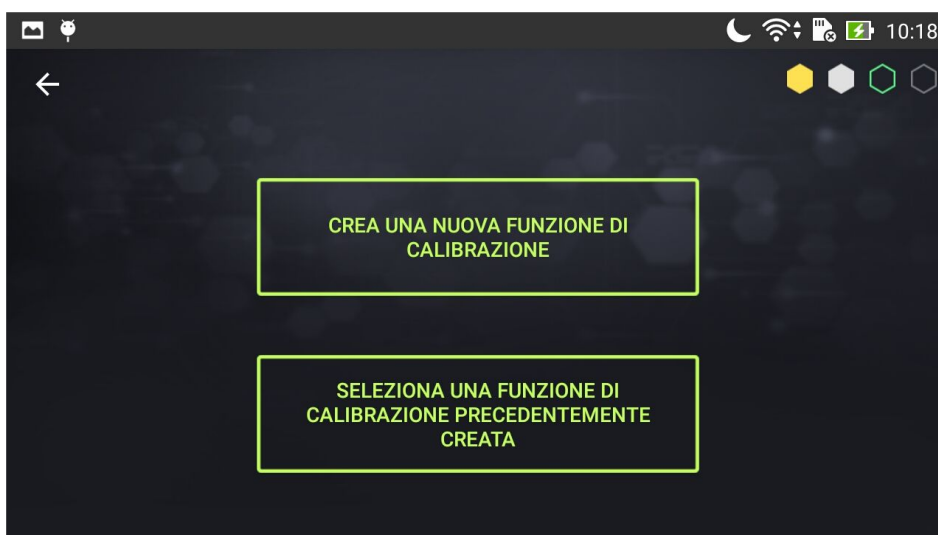 10:18
CREA UNA NUOVA FUNZIONE DI
CALIBRAZIONE
SELEZIONA UNA FUNZIONE DI
CALIBRAZIONE PRECEDENTEMENTE
CREATA